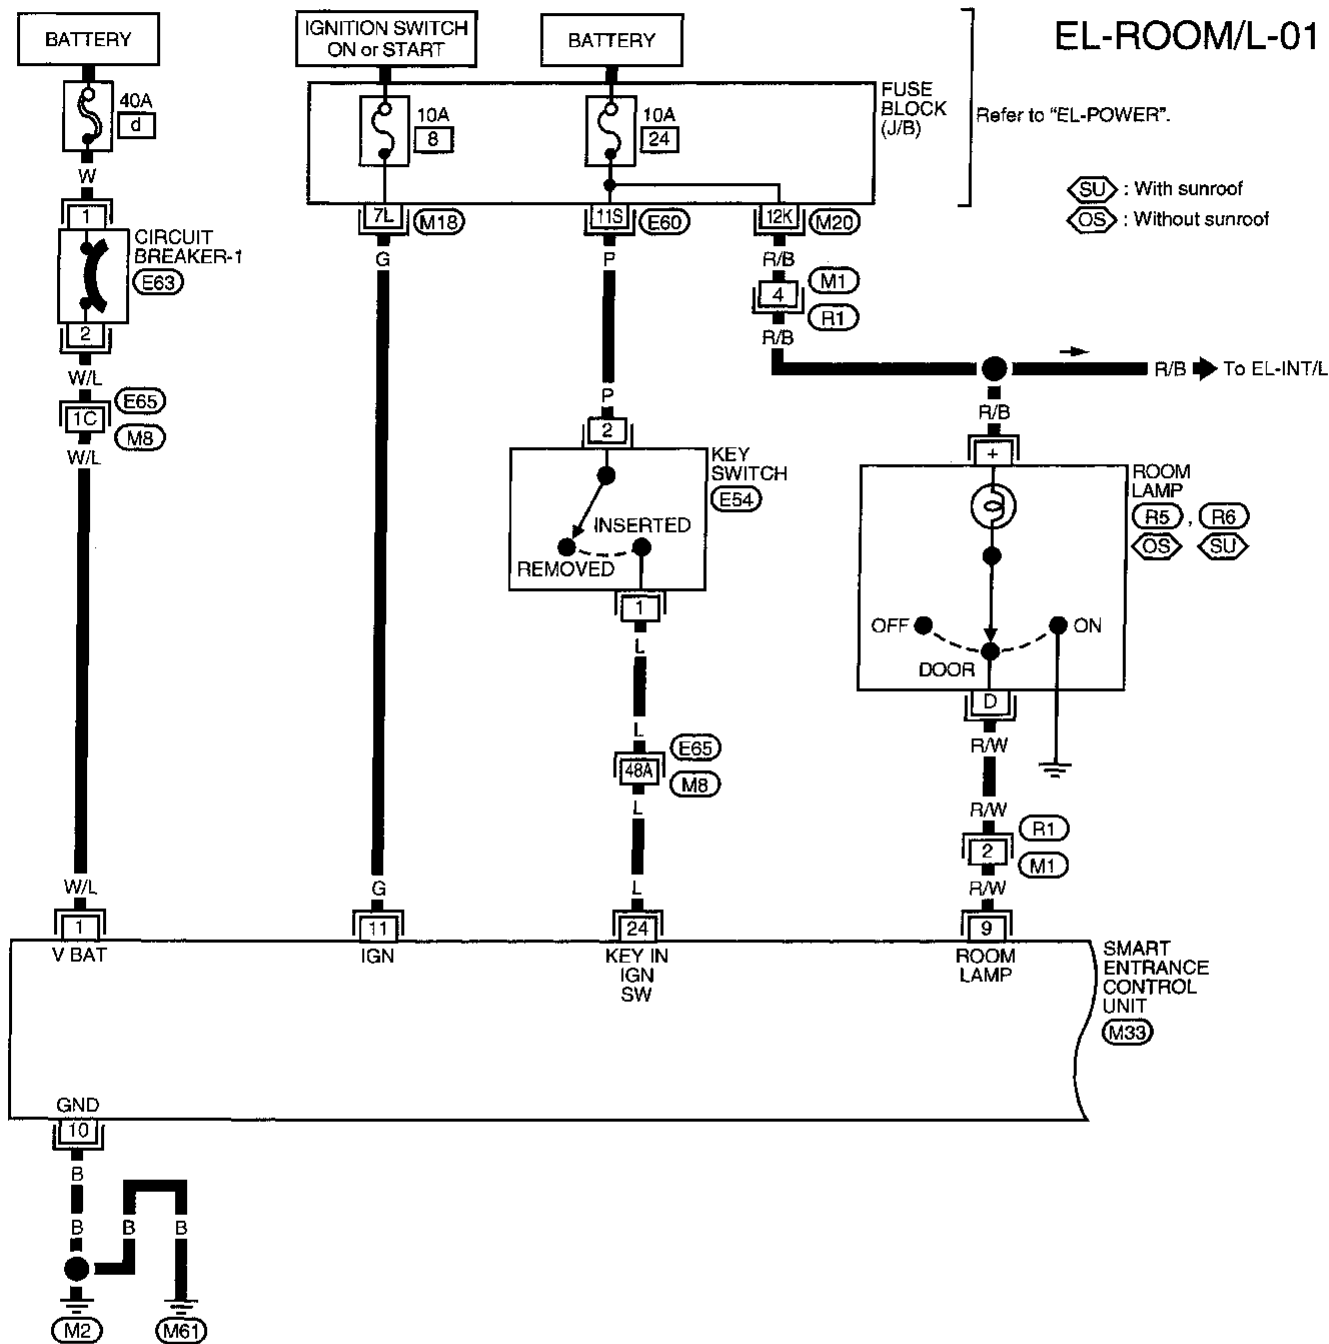 EL-ROOM/L-01
BATTERY
IGNITION SWITCH
ON or START
BATTERY
40A
d
10A
8
10A
24
FUSE
BLOCK
(J/B)
Refer to "EL-POWER".
SU : With sunroof
OS : Without sunroof
W
1
CIRCUIT
BREAKER-1
E63
2
W/L
1C
E65
M8
W/L
7L
M18
G
11S
E60
P
12K
M20
R/B
4
M1
R1
R/B
R/B
To EL-INT/L
R/B
P
2
KEY
SWITCH
E54
INSERTED
REMOVED
1
L
L
48A
E65
M8
L
+
ROOM
LAMP
R5 , R6
OS SU
OFF
ON
DOOR
D
R/W
R/W
2
R1
M1
R/W
W/L
G
L
1
11
24
9
V BAT
IGN
KEY IN
IGN
SW
ROOM
LAMP
SMART
ENTRANCE
CONTROL
UNIT
M33
GND
10
B
B
B
B
M2
M61